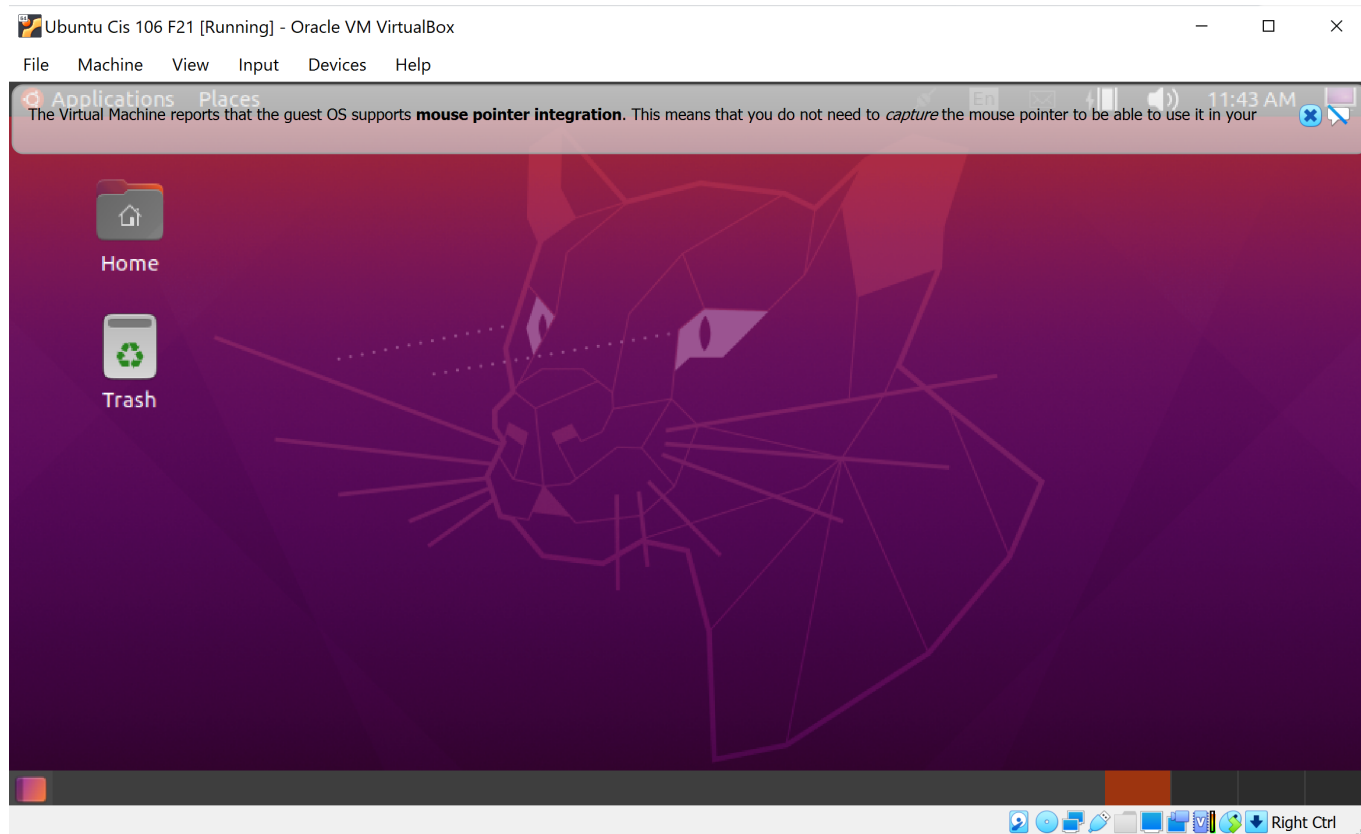 Ubuntu Cis 106 F21 [Running] - Oracle VM VirtualBox
File Machine View Input Devices Help
Applications Places En 11:43 AM
The Virtual Machine reports that the guest OS supports mouse pointer integration. This means that you do not need to capture the mouse pointer to be able to use it in your
Home
Trash
Right Ctrl